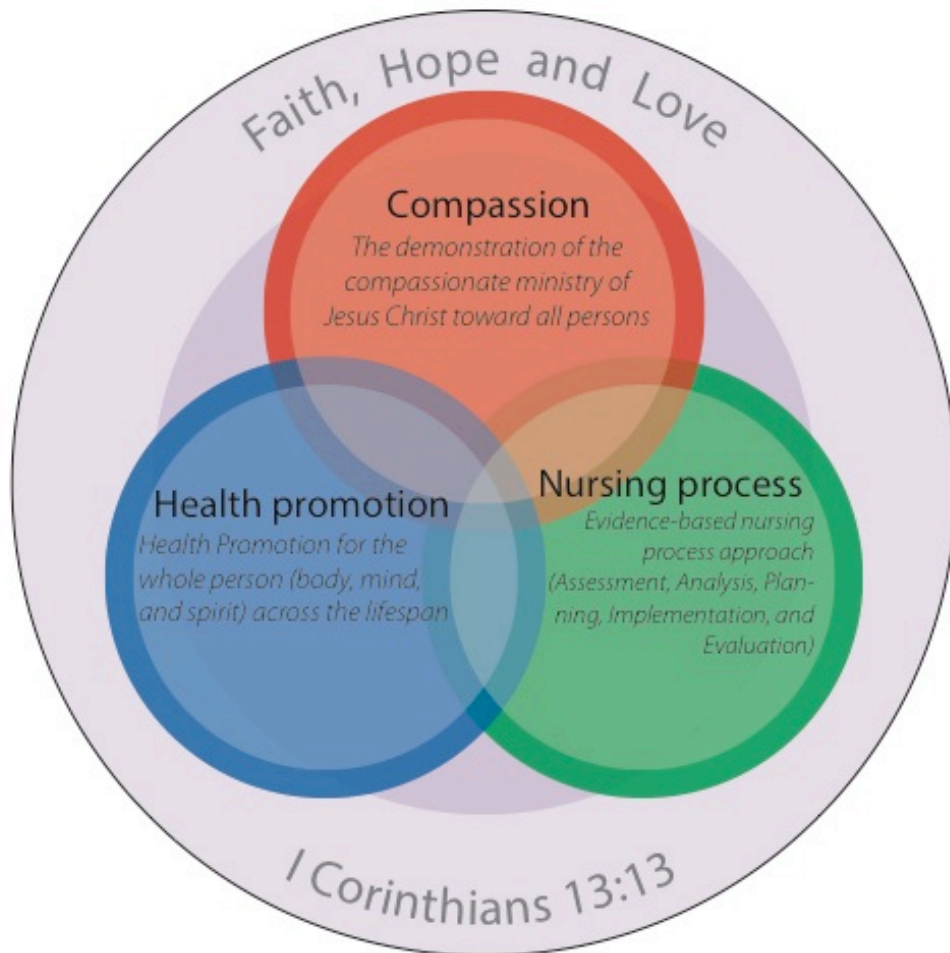 Faith, Hope and Love
Compassion
The demonstration of the
compassionate ministry of
Jesus Christ toward all persons
Health promotion
Health Promotion for the
whole person (body, mind,
and spirit) across the lifespan
Nursing process
Evidence-based nursing
process approach
(Assessment, Analysis, Plan-
ning, Implementation, and
Evaluation)
I Corinthians 13:13